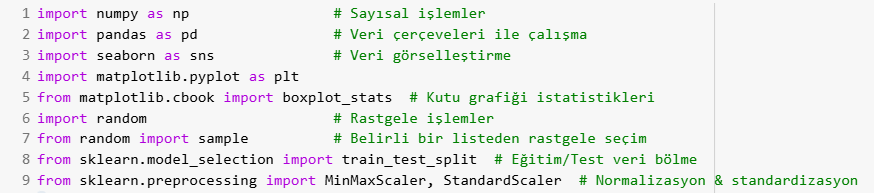 1 import numpy as np                 # Sayısal işlemler
2 import pandas as pd                # Veri çerçeveleri ile çalışma
3 import seaborn as sns              # Veri görselleştirme
4 import matplotlib.pyplot as plt
5 from matplotlib.cbook import boxplot_stats  # Kutu grafiği istatistikleri
6 import random                      # Rastgele işlemler
7 from random import sample          # Belirli bir listeden rastgele seçim
8 from sklearn.model_selection import train_test_split  # Eğitim/Test veri bölme
9 from sklearn.preprocessing import MinMaxScaler, StandardScaler  # Normalizasyon & standardizasyon